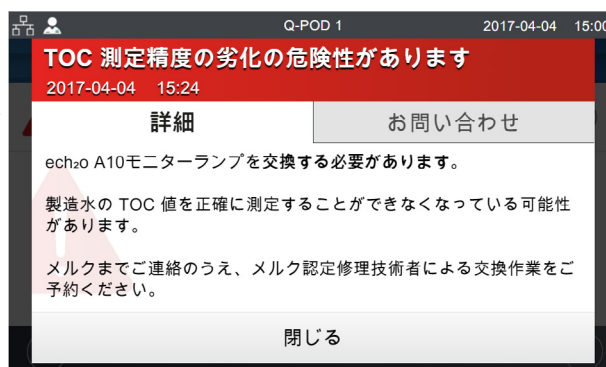 Q-POD 1 2017-04-04 15:00
TOC 測定精度の劣化の危険性があります
2017-04-04 15:24
詳細 お問い合わせ
ech₂o A10モニターランプを交換する必要があります。
製造水の TOC 値を正確に測定することができなくなっている可能性
があります。
メルクまでご連絡のうえ、メルク認定修理技術者による交換作業をご
予約ください。
閉じる